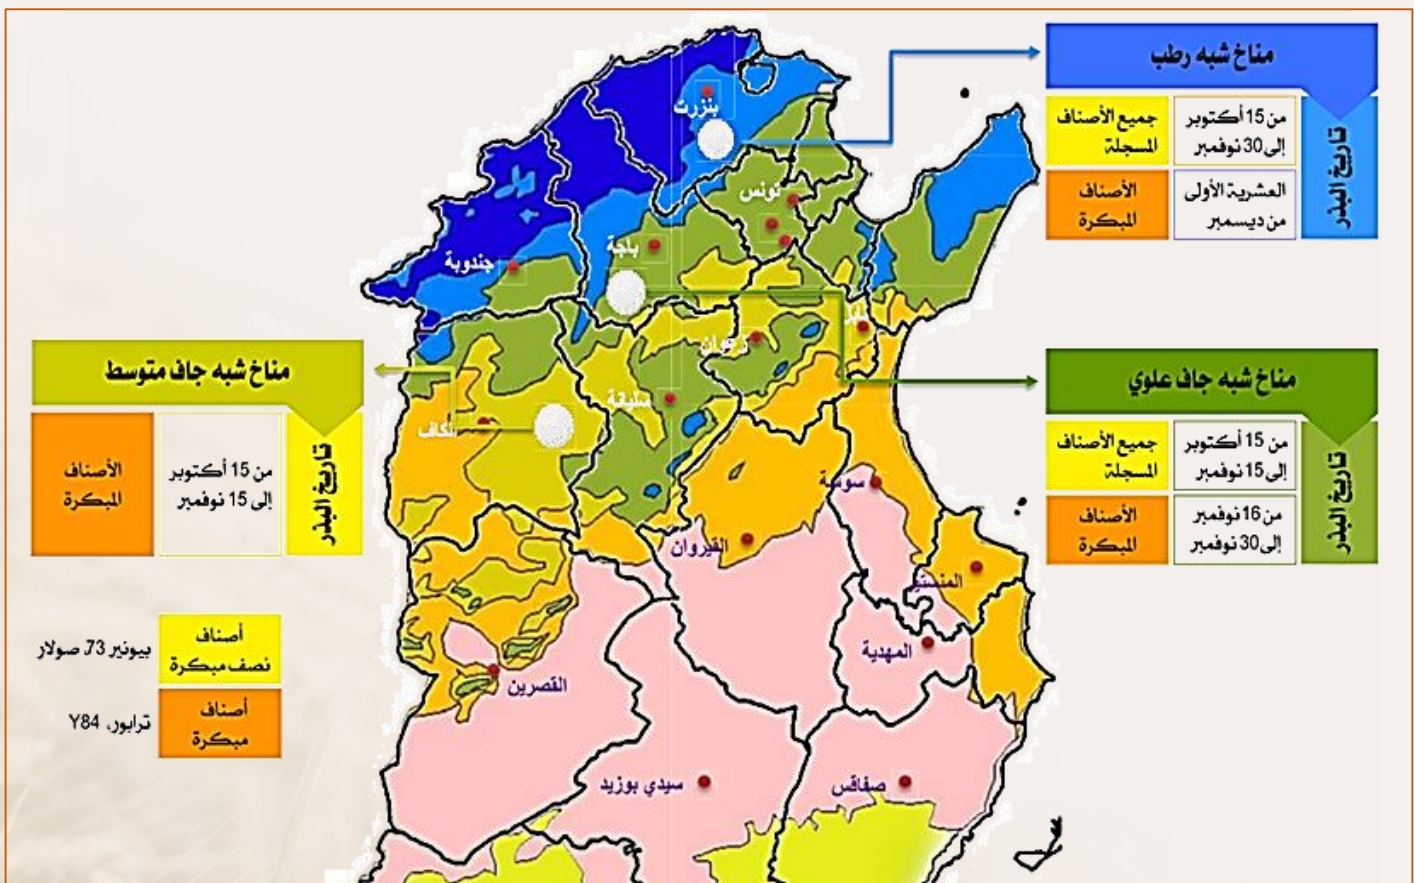 مناخ شبه رطب
تاريخ البذر
من 15 أكتوبر
إلى 30 نوفمبر
جميع الأصناف
المسجلة
العشرية الأولى
من ديسمبر
الأصناف
المبكرة
بنزرت
تونس
باجة
جندوبة
زغوان
سليانة
الكاف
سوسة
القيروان
المنستير
المهدية
القصرين
سيدي بوزيد
صفاقس
مناخ شبه جاف علوي
تاريخ البذر
من 15 أكتوبر
إلى 15 نوفمبر
جميع الأصناف
المسجلة
من 16 نوفمبر
إلى 30 نوفمبر
الأصناف
المبكرة
مناخ شبه جاف متوسط
تاريخ البذر
من 15 أكتوبر
إلى 15 نوفمبر
الأصناف
المبكرة
أصناف
نصف مبكرة
بيونير 73، صولار
أصناف
مبكرة
ترابور، Y84